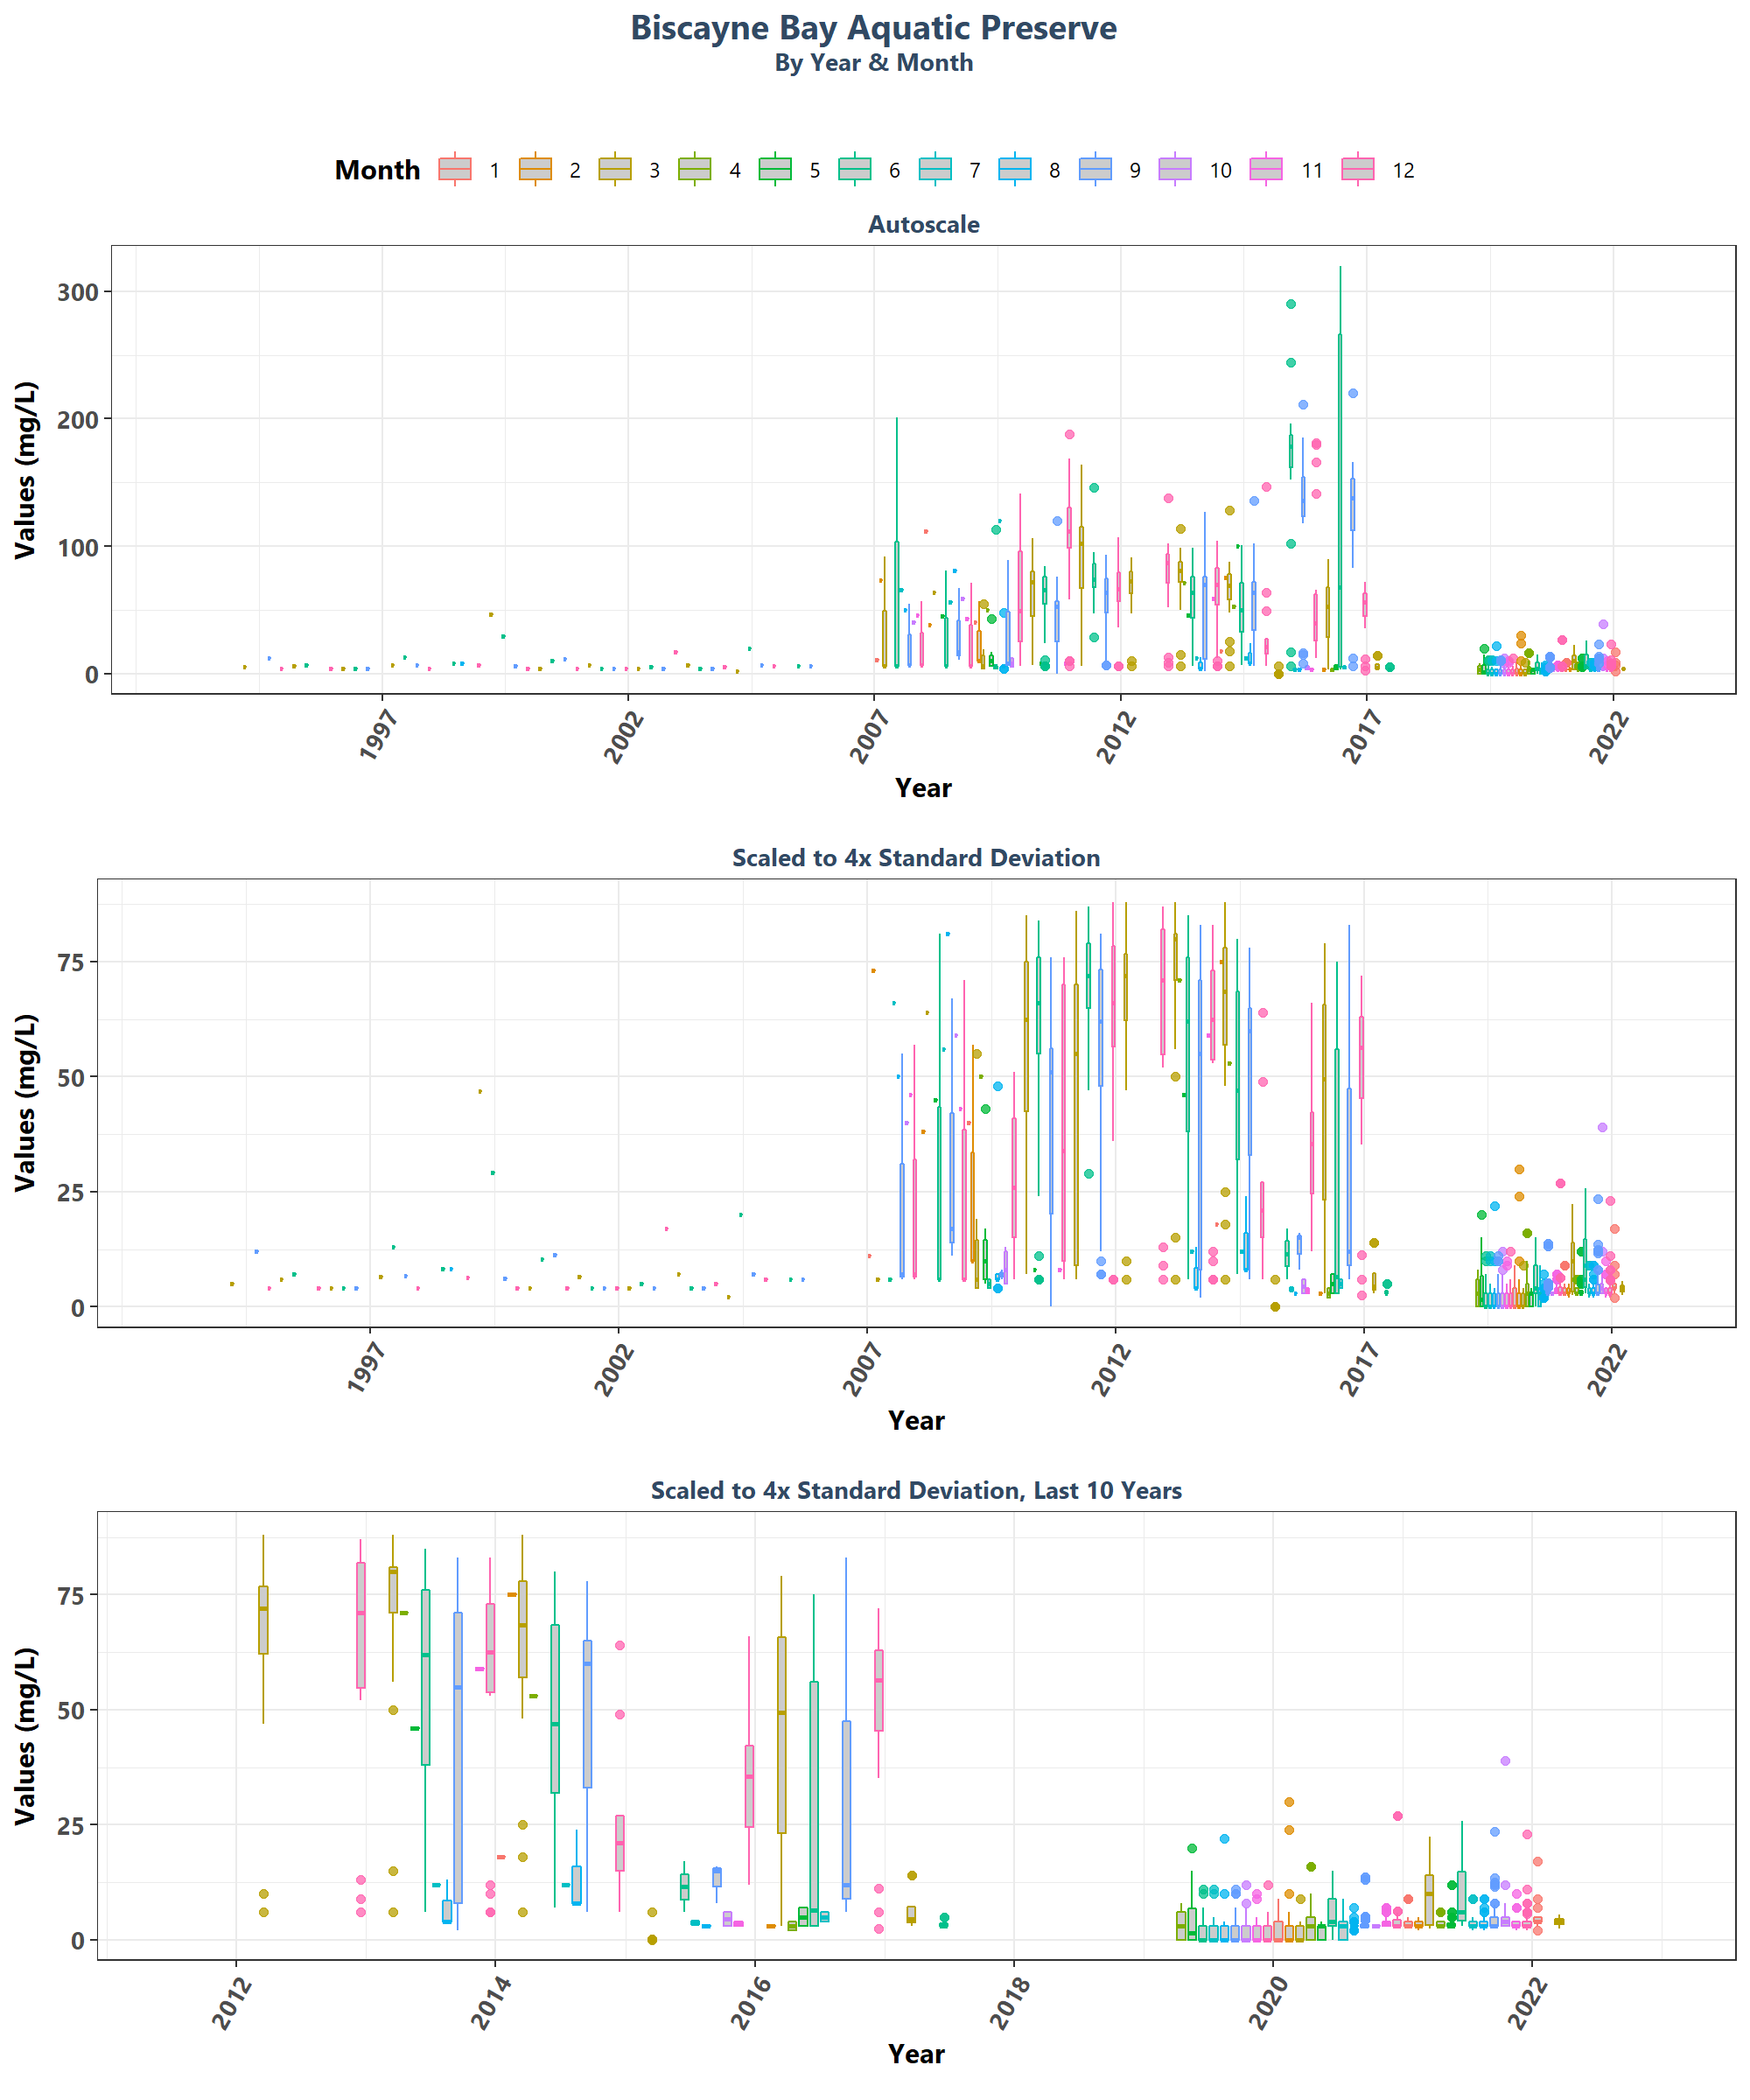 Biscayne Bay Aquatic Preserve
By Year & Month
Month 1 2 3 4 5 6 7 8 9 10 11 12
Autoscale
Values (mg/L)
300
200
100
0
1997 2002 2007 2012 2017 2022
Year
Scaled to 4x Standard Deviation
Values (mg/L)
75
50
25
0
1997 2002 2007 2012 2017 2022
Year
Scaled to 4x Standard Deviation, Last 10 Years
Values (mg/L)
75
50
25
0
2012 2014 2016 2018 2020 2022
Year